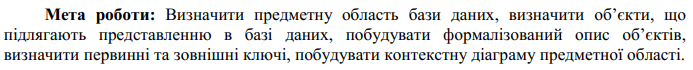 Мета роботи: Визначити предметну область бази даних, визначити об’єкти, що
підлягають представленню в базі даних, побудувати формалізований опис об’єктів,
визначити первинні та зовнішні ключі, побудувати контекстну діаграму предметної області.